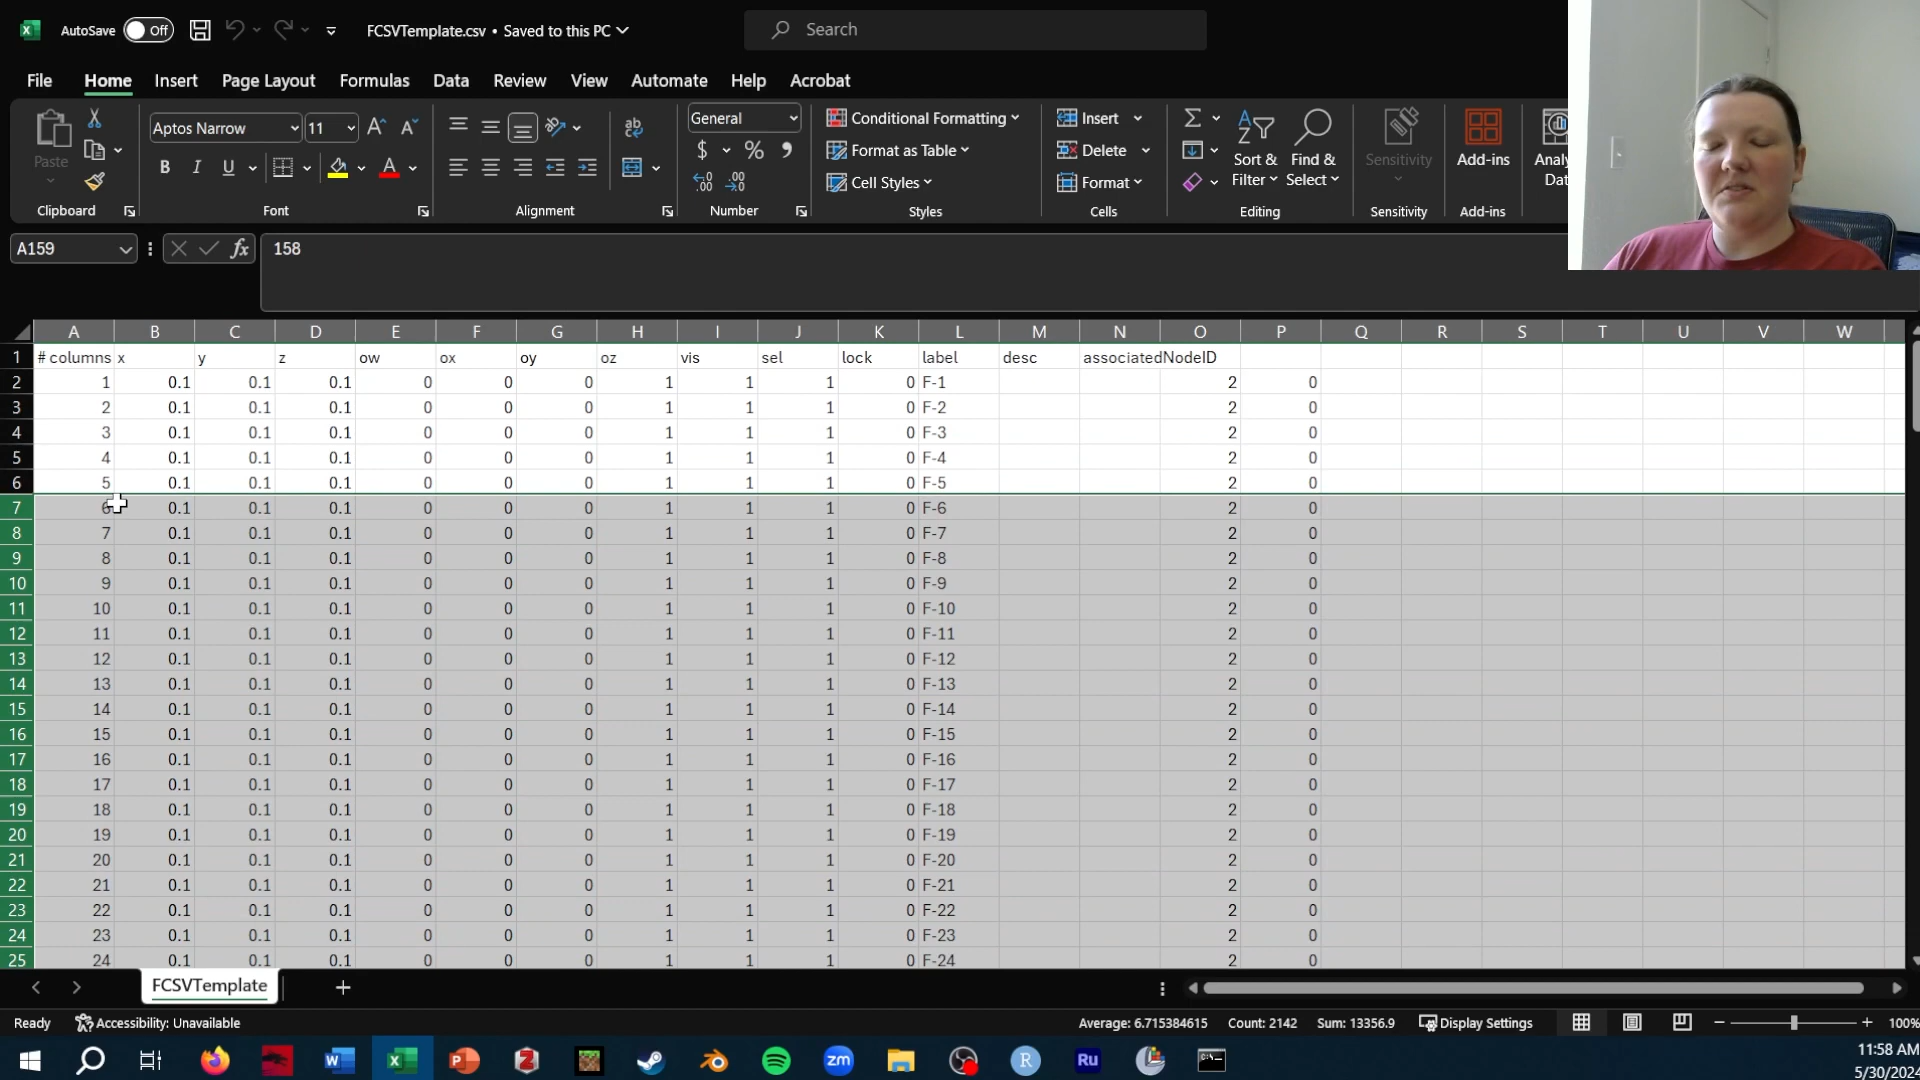 AutoSave Off FCSVTemplate.csv • Saved to this PC Search
File Home Insert Page Layout Formulas Data Review View Automate Help Acrobat
Paste Aptos Narrow 11 General Conditional Formatting Format as Table Cell Styles Insert Delete Format Sort & Filter Find & Select Sensitivity Add-ins
Clipboard Font Alignment Number Styles Cells Editing Sensitivity Add-ins
A159 fx 158
A B C D E F G H I J K L M N O P Q R S T U V W
1 # columns x y z ow ox oy oz vis sel lock label desc associatedNodeID
2 1 0.1 0.1 0.1 0 0 0 1 1 1 0 F-1 2 0
3 2 0.1 0.1 0.1 0 0 0 1 1 1 0 F-2 2 0
4 3 0.1 0.1 0.1 0 0 0 1 1 1 0 F-3 2 0
5 4 0.1 0.1 0.1 0 0 0 1 1 1 0 F-4 2 0
6 5 0.1 0.1 0.1 0 0 0 1 1 1 0 F-5 2 0
7 6 0.1 0.1 0.1 0 0 0 1 1 1 0 F-6 2 0
8 7 0.1 0.1 0.1 0 0 0 1 1 1 0 F-7 2 0
9 8 0.1 0.1 0.1 0 0 0 1 1 1 0 F-8 2 0
10 9 0.1 0.1 0.1 0 0 0 1 1 1 0 F-9 2 0
11 10 0.1 0.1 0.1 0 0 0 1 1 1 0 F-10 2 0
12 11 0.1 0.1 0.1 0 0 0 1 1 1 0 F-11 2 0
13 12 0.1 0.1 0.1 0 0 0 1 1 1 0 F-12 2 0
14 13 0.1 0.1 0.1 0 0 0 1 1 1 0 F-13 2 0
15 14 0.1 0.1 0.1 0 0 0 1 1 1 0 F-14 2 0
16 15 0.1 0.1 0.1 0 0 0 1 1 1 0 F-15 2 0
17 16 0.1 0.1 0.1 0 0 0 1 1 1 0 F-16 2 0
18 17 0.1 0.1 0.1 0 0 0 1 1 1 0 F-17 2 0
19 18 0.1 0.1 0.1 0 0 0 1 1 1 0 F-18 2 0
20 19 0.1 0.1 0.1 0 0 0 1 1 1 0 F-19 2 0
21 20 0.1 0.1 0.1 0 0 0 1 1 1 0 F-20 2 0
22 21 0.1 0.1 0.1 0 0 0 1 1 1 0 F-21 2 0
23 22 0.1 0.1 0.1 0 0 0 1 1 1 0 F-22 2 0
24 23 0.1 0.1 0.1 0 0 0 1 1 1 0 F-23 2 0
25 24 0.1 0.1 0.1 0 0 0 1 1 1 0 F-24 2 0
FCSVTemplate
Ready Accessibility: Unavailable Average: 6.715384615 Count: 2142 Sum: 13356.9 Display Settings 100%
zm R Ru 11:58 AM
5/30/2024